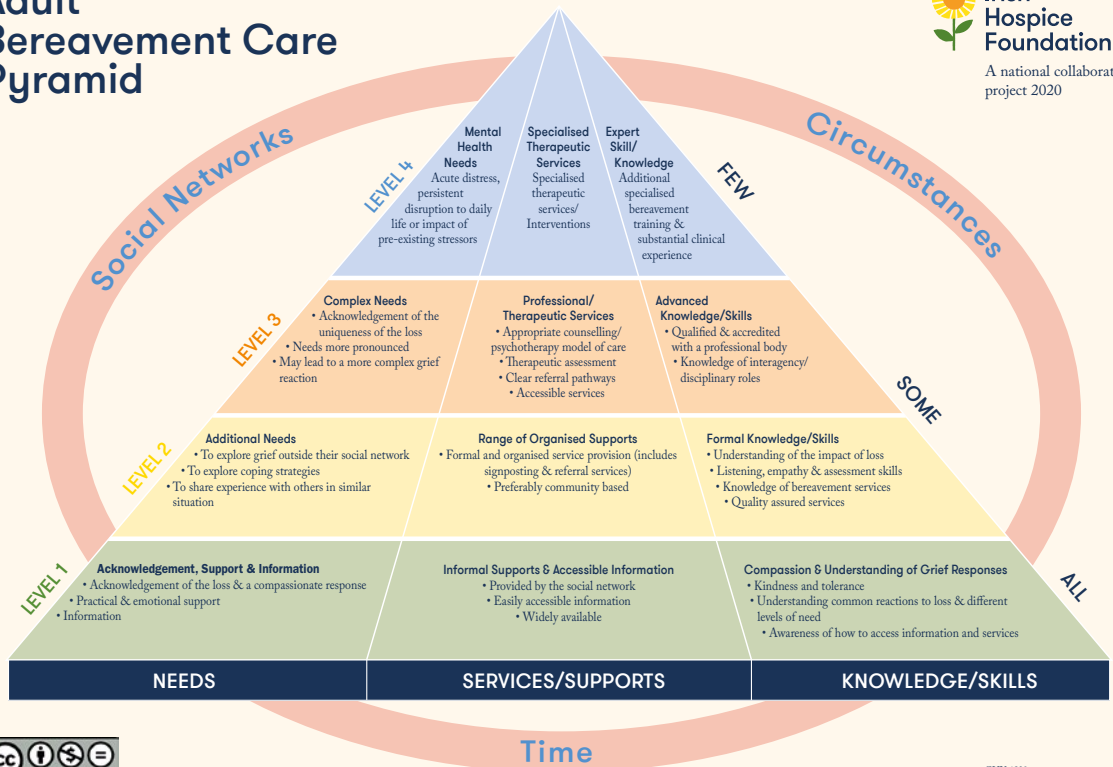 Adult
Bereavement Care
Pyramid
Irish
Hospice
Foundation
A national collaborat
project 2020
Social Networks
Circumstances
LEVEL 4
Mental
Health
Needs
Acute distress,
persistent
disruption to daily
life or impact of
pre-existing stressors
Specialised
Therapeutic
Services
Specialised
therapeutic
services/
Interventions
Expert
Skill/
Knowledge
Additional
specialised
bereavement
training &
substantial clinical
experience
FEW
LEVEL 3
Complex Needs
• Acknowledgement of the
uniqueness of the loss
• Needs more pronounced
• May lead to a more complex grief
reaction
Professional/
Therapeutic Services
• Appropriate counselling/
psychotherapy model of care
• Therapeutic assessment
• Clear referral pathways
• Accessible services
Advanced
Knowledge/Skills
• Qualified & accredited
with a professional body
• Knowledge of interagency/
disciplinary roles
SOME
LEVEL 2
Additional Needs
• To explore grief outside their social network
• To explore coping strategies
• To share experience with others in similar
situation
Range of Organised Supports
• Formal and organised service provision (includes
signposting & referral services)
• Preferably community based
Formal Knowledge/Skills
• Understanding of the impact of loss
• Listening, empathy & assessment skills
• Knowledge of bereavement services
• Quality assured services
LEVEL 1
Acknowledgement, Support & Information
• Acknowledgement of the loss & a compassionate response
• Practical & emotional support
• Information
Informal Supports & Accessible Information
• Provided by the social network
• Easily accessible information
• Widely available
Compassion & Understanding of Grief Responses
• Kindness and tolerance
• Understanding common reactions to loss & different
levels of need
• Awareness of how to access information and services
ALL
NEEDS
SERVICES/SUPPORTS
KNOWLEDGE/SKILLS
Time
cc